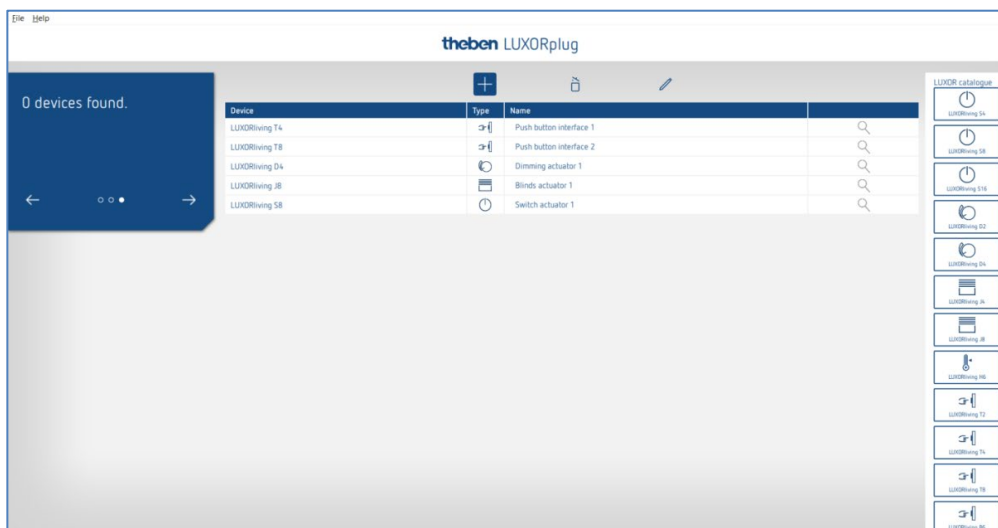 File Help
theben LUXORplug
0 devices found.
Device Type Name
LUXORliving T4 Push button interface 1
LUXORliving T8 Push button interface 2
LUXORliving D4 Dimming actuator 1
LUXORliving J8 Blinds actuator 1
LUXORliving S8 Switch actuator 1
LUXOR catalogue
LUXORliving S4
LUXORliving S8
LUXORliving S16
LUXORliving D2
LUXORliving D4
LUXORliving J4
LUXORliving J8
LUXORliving H6
LUXORliving T2
LUXORliving T4
LUXORliving T8